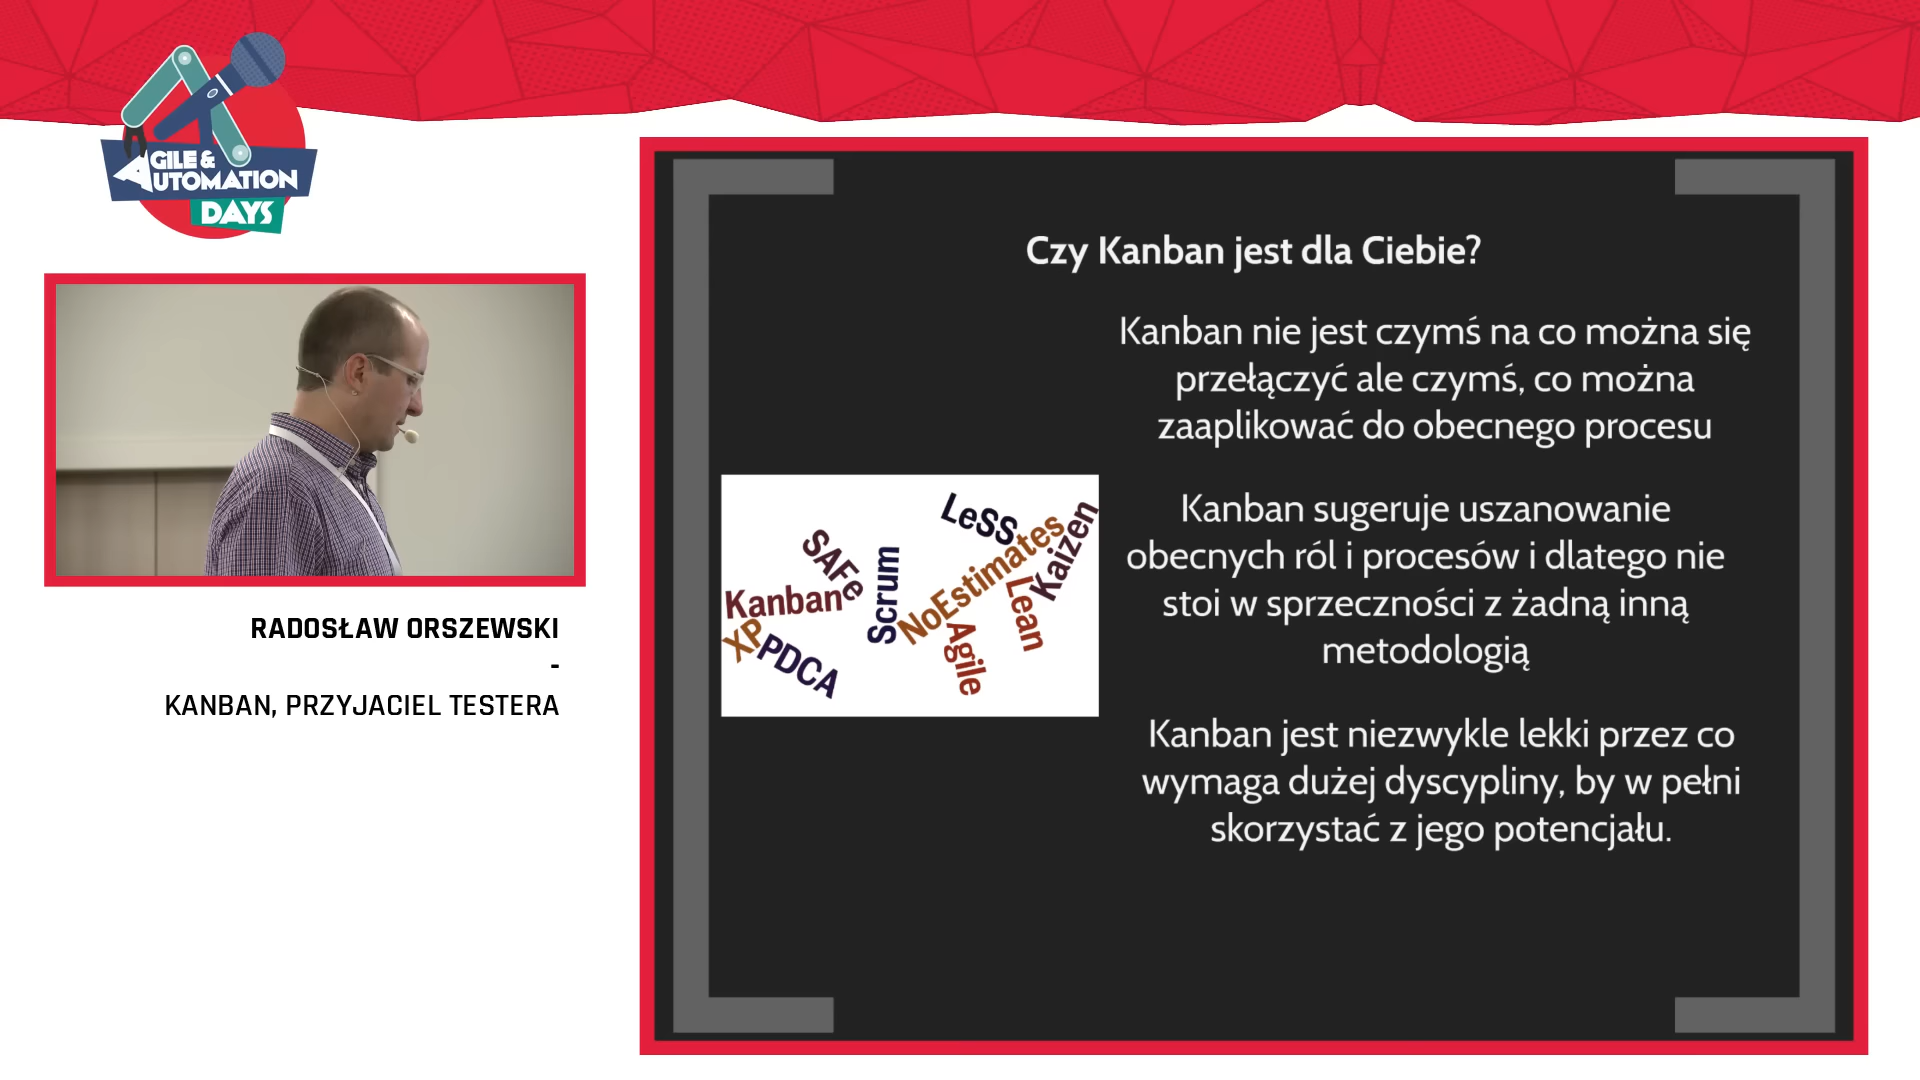 AGILE &
AUTOMATION
DAYS
RADOSŁAW ORSZEWSKI
-
KANBAN, PRZYJACIEL TESTERA
Czy Kanban jest dla Ciebie?
Kanban nie jest czymś na co można się
przełączyć ale czymś, co można
zaaplikować do obecnego procesu
Kanban sugeruje uszanowanie
obecnych ról i procesów i dlatego nie
stoi w sprzeczności z żadną inną
metodologią
Kanban jest niezwykle lekki przez co
wymaga dużej dyscypliny, by w pełni
skorzystać z jego potencjału.
LeSS
SAFe
Scrum
NoEstimates
Kaizen
Kanban
Lean
XP
PDCA
Agile